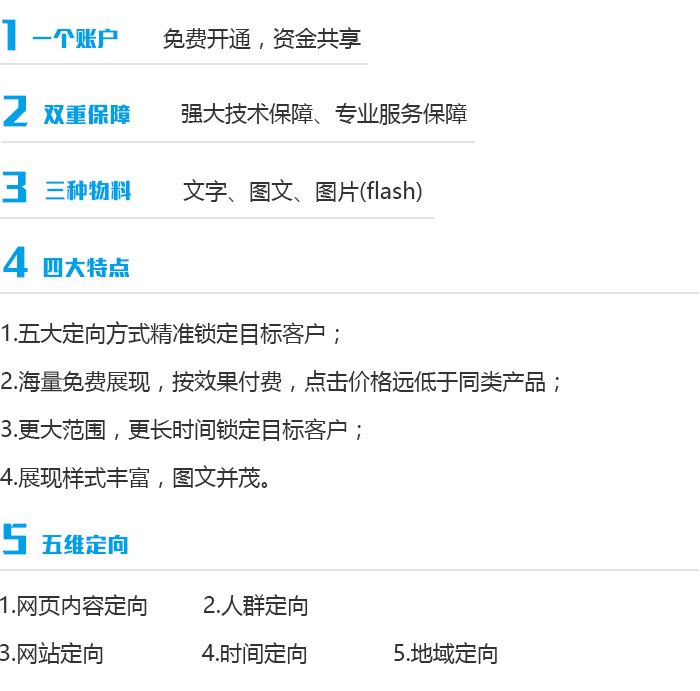 1 一个账户 免费开通，资金共享
2 双重保障 强大技术保障、专业服务保障
3 三种物料 文字、图文、图片(flash)
4 四大特点
1.五大定向方式精准锁定目标客户；
2.海量免费展现，按效果付费，点击价格远低于同类产品；
3.更大范围，更长时间锁定目标客户；
4.展现样式丰富，图文并茂。
5 五维定向
1.网页内容定向 2.人群定向
3.网站定向 4.时间定向 5.地域定向